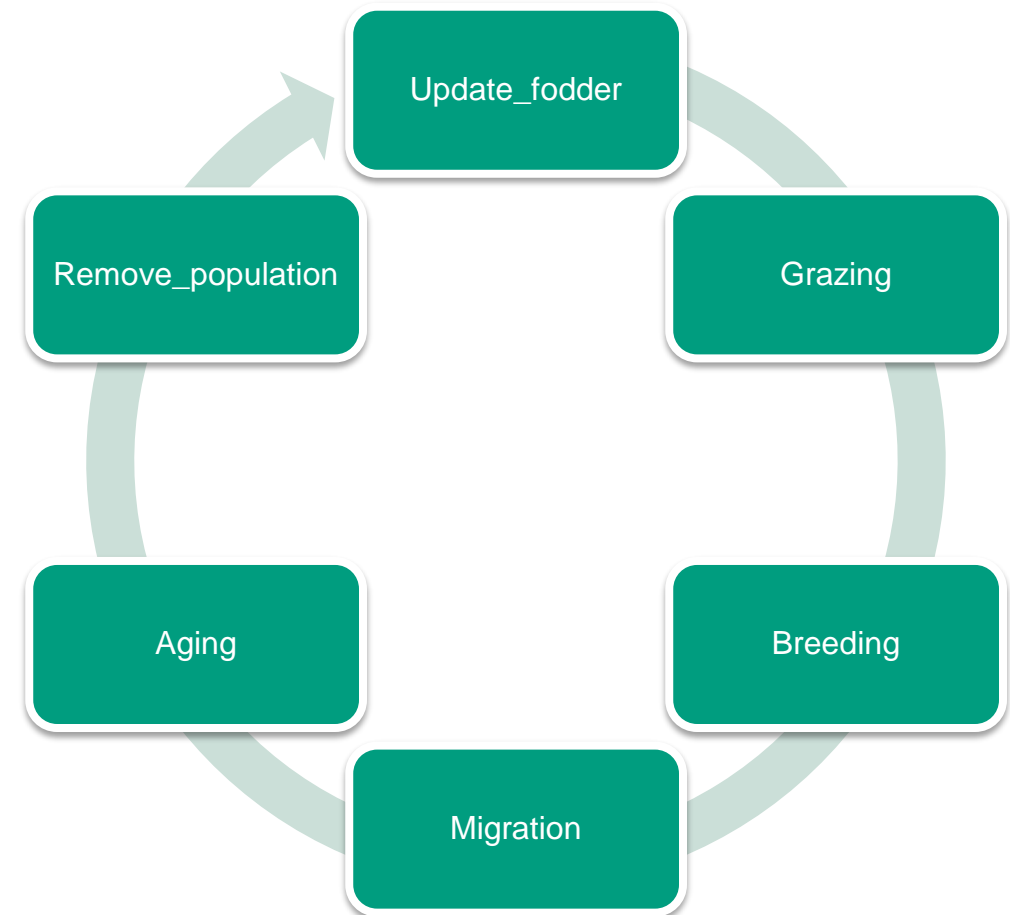 Update_fodder
Grazing
Breeding
Migration
Aging
Remove_population